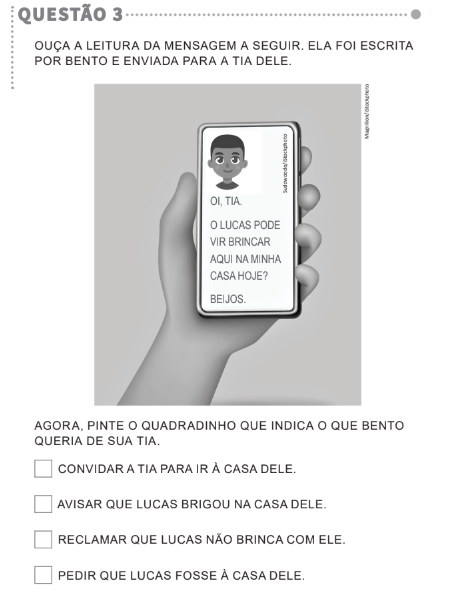 QUESTÃO 3
OUÇA A LEITURA DA MENSAGEM A SEGUIR. ELA FOI ESCRITA
POR BENTO E ENVIADA PARA A TIA DELE.
Magnilion/iStockphoto
Sudowoodo/iStockphoto
OI, TIA.
O LUCAS PODE
VIR BRINCAR
AQUI NA MINHA
CASA HOJE?
BEIJOS.
AGORA, PINTE O QUADRADINHO QUE INDICA O QUE BENTO
QUERIA DE SUA TIA.
CONVIDAR A TIA PARA IR À CASA DELE.
AVISAR QUE LUCAS BRIGOU NA CASA DELE.
RECLAMAR QUE LUCAS NÃO BRINCA COM ELE.
PEDIR QUE LUCAS FOSSE À CASA DELE.